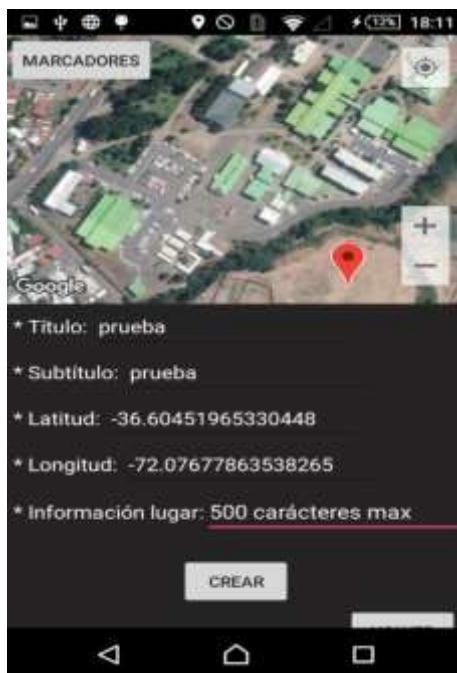 12% 18:11
MARCADORES
Google
* Título: prueba
* Subtítulo: prueba
* Latitud: -36.60451965330448
* Longitud: -72.07677863538265
* Información lugar: 500 carácteres max
CREAR